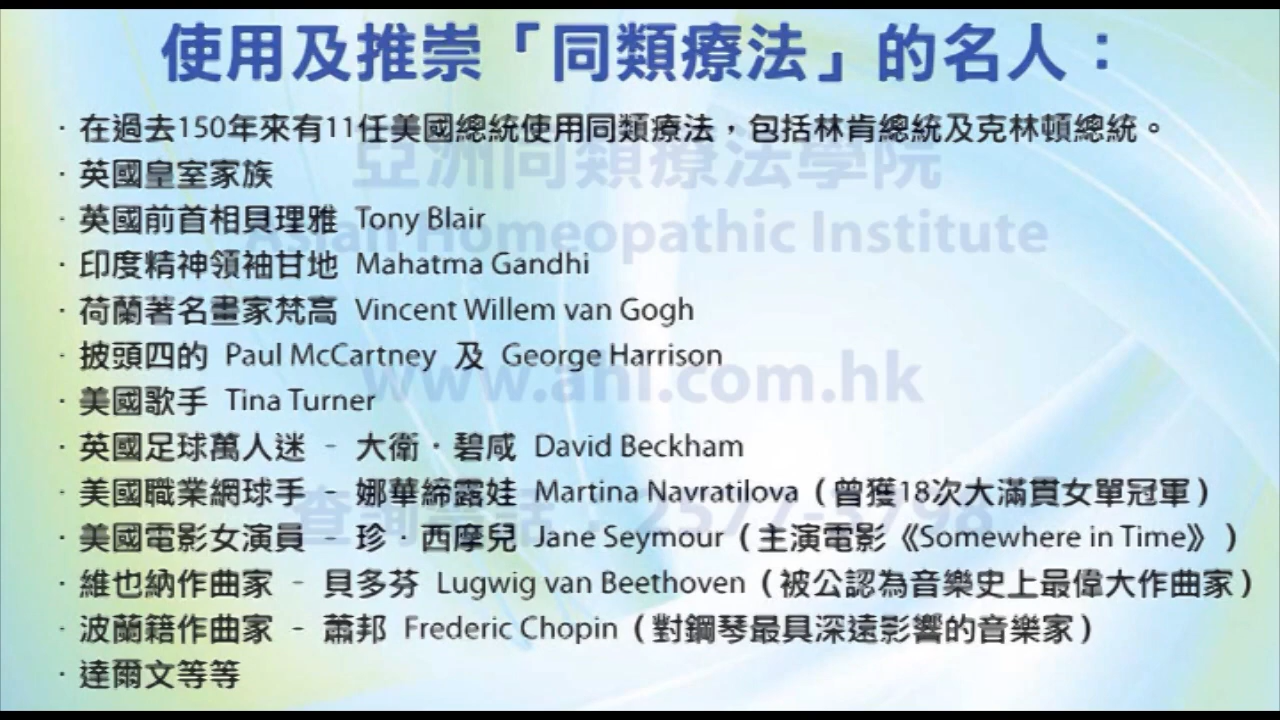 使用及推崇「同類療法」的名人：
· 在過去150年來有11任美國總統使用同類療法，包括林肯總統及克林頓總統。
亞洲同類療法學院
· 英國皇室家族
· 英國前首相貝理雅 Tony Blair
Asian Homeopathic Institute
· 印度精神領袖甘地 Mahatma Gandhi
· 荷蘭著名畫家梵高 Vincent Willem van Gogh
· 披頭四的 Paul McCartney 及 George Harrison
www.ahi.com.hk
· 美國歌手 Tina Turner
· 英國足球萬人迷 - 大衛·碧咸 David Beckham
· 美國職業網球手 - 娜華締露娃 Martina Navratilova（曾獲18次大滿貫女單冠軍）
· 美國電影女演員 - 珍·西摩兒 Jane Seymour（主演電影《Somewhere in Time》）
· 維也納作曲家 - 貝多芬 Lugwig van Beethoven（被公認為音樂史上最偉大作曲家）
· 波蘭籍作曲家 - 蕭邦 Frederic Chopin（對鋼琴最具深遠影響的音樂家）
· 達爾文等等